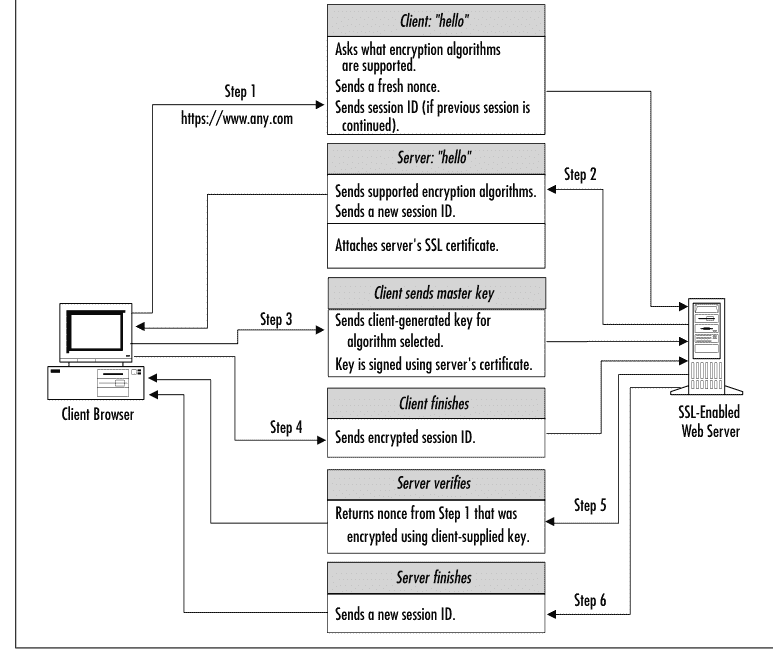 Client: "hello"
Asks what encryption algorithms
are supported.
Sends a fresh nonce.
Sends session ID (if previous session is
continued).
Step 1
https://www.any.com
Server: "hello"
Sends supported encryption algorithms.
Sends a new session ID.
Attaches server's SSL certificate.
Step 2
Client sends master key
Sends client-generated key for
algorithm selected.
Key is signed using server's certificate.
Step 3
Client Browser
SSL-Enabled
Web Server
Client finishes
Sends encrypted session ID.
Step 4
Server verifies
Returns nonce from Step 1 that was
encrypted using client-supplied key.
Step 5
Server finishes
Sends a new session ID.
Step 6